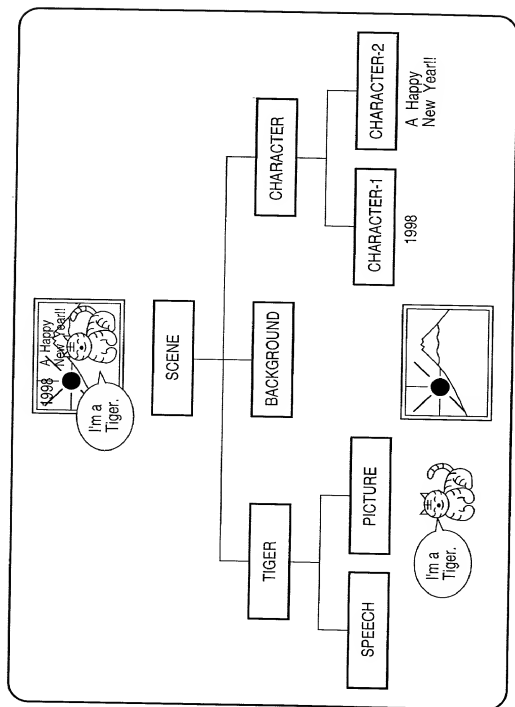 1998 A Happy
New Year!!
I'm a
Tiger.
SCENE
TIGER
BACKGROUND
CHARACTER
SPEECH
PICTURE
CHARACTER-1
CHARACTER-2
I'm a
Tiger.
1998
A Happy
New Year!!